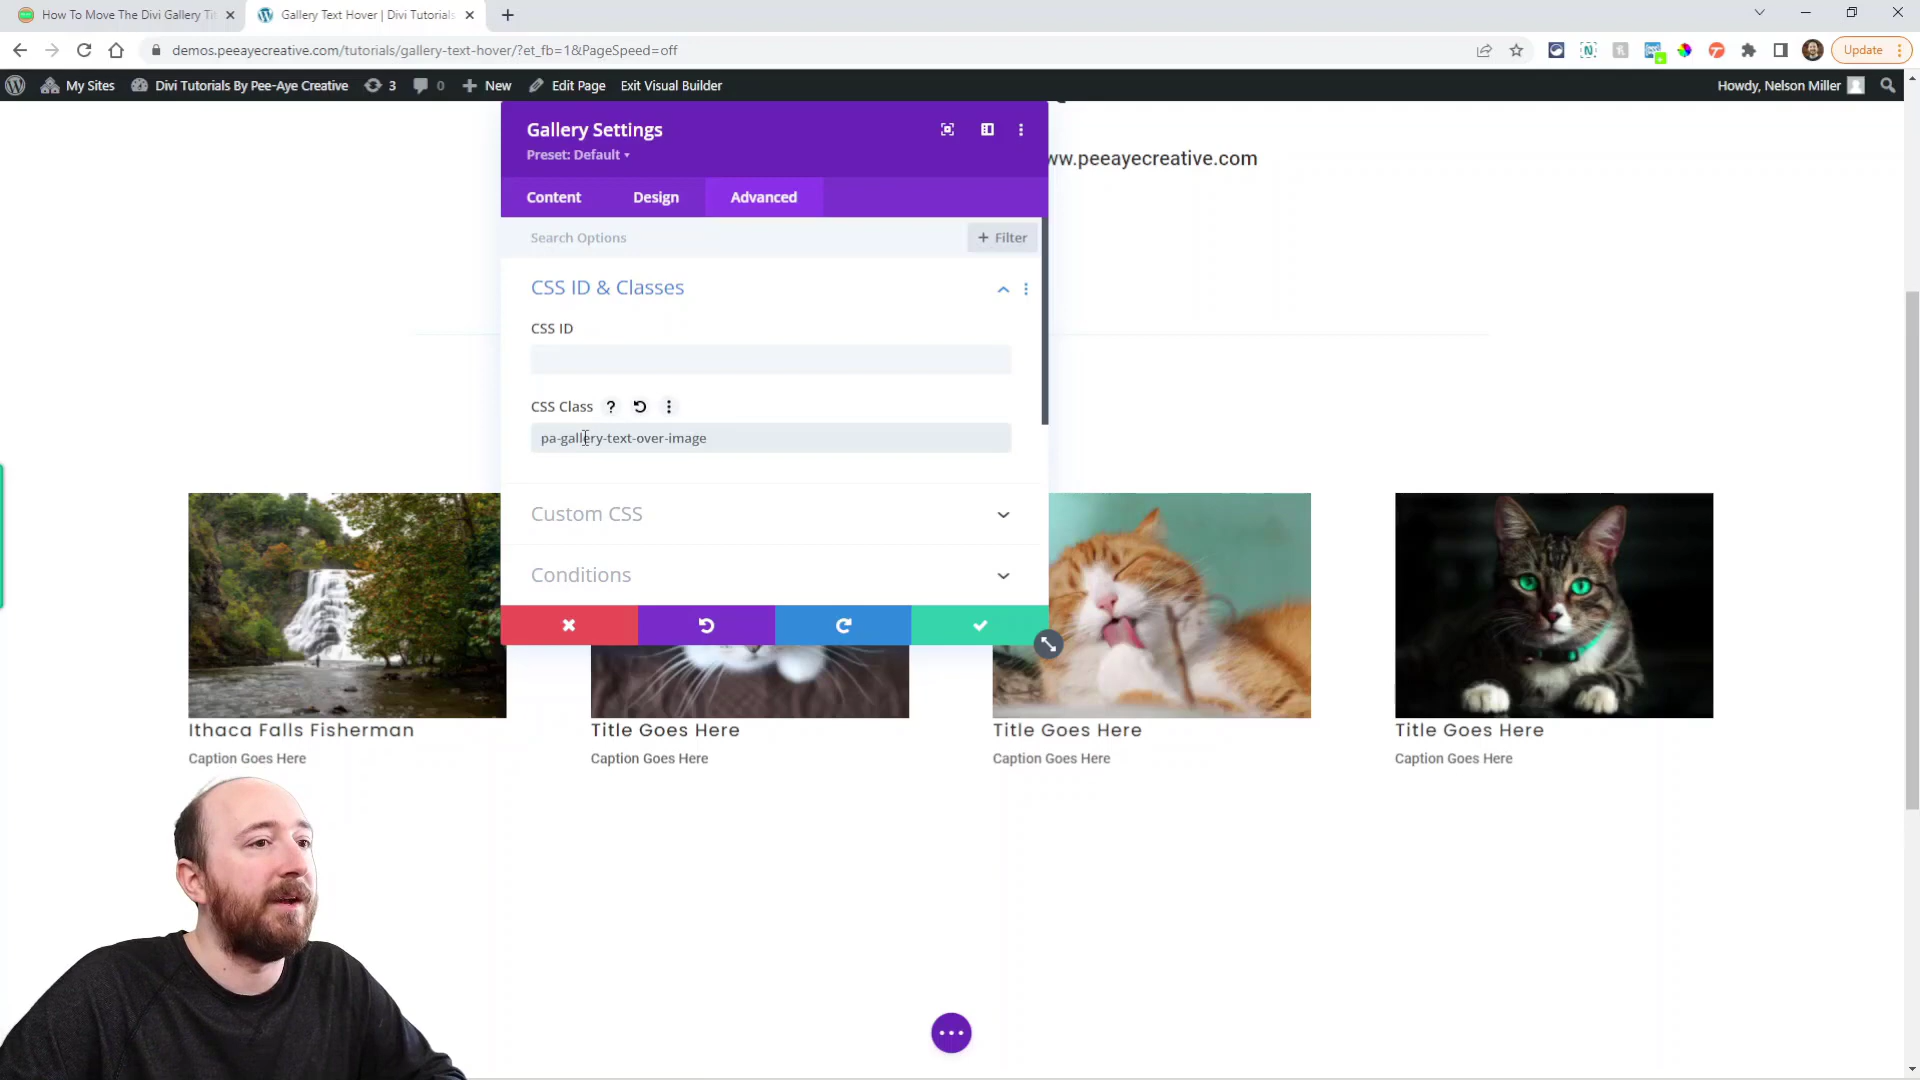 How To Move The Divi Gallery Ti
Gallery Text Hover | Divi Tutorials
demos.peeayecreative.com/tutorials/gallery-text-hover/?et_fb=1&PageSpeed=off
Update
My Sites
Divi Tutorials By Pee-Aye Creative
3
0
New
Edit Page
Exit Visual Builder
Howdy, Nelson Miller
Gallery Settings
Preset: Default
ww.peeayecreative.com
Content
Design
Advanced
Search Options
+ Filter
CSS ID & Classes
CSS ID
CSS Class
pa-gallery-text-over-image
Custom CSS
Conditions
Ithaca Falls Fisherman
Title Goes Here
Title Goes Here
Title Goes Here
Caption Goes Here
Caption Goes Here
Caption Goes Here
Caption Goes Here